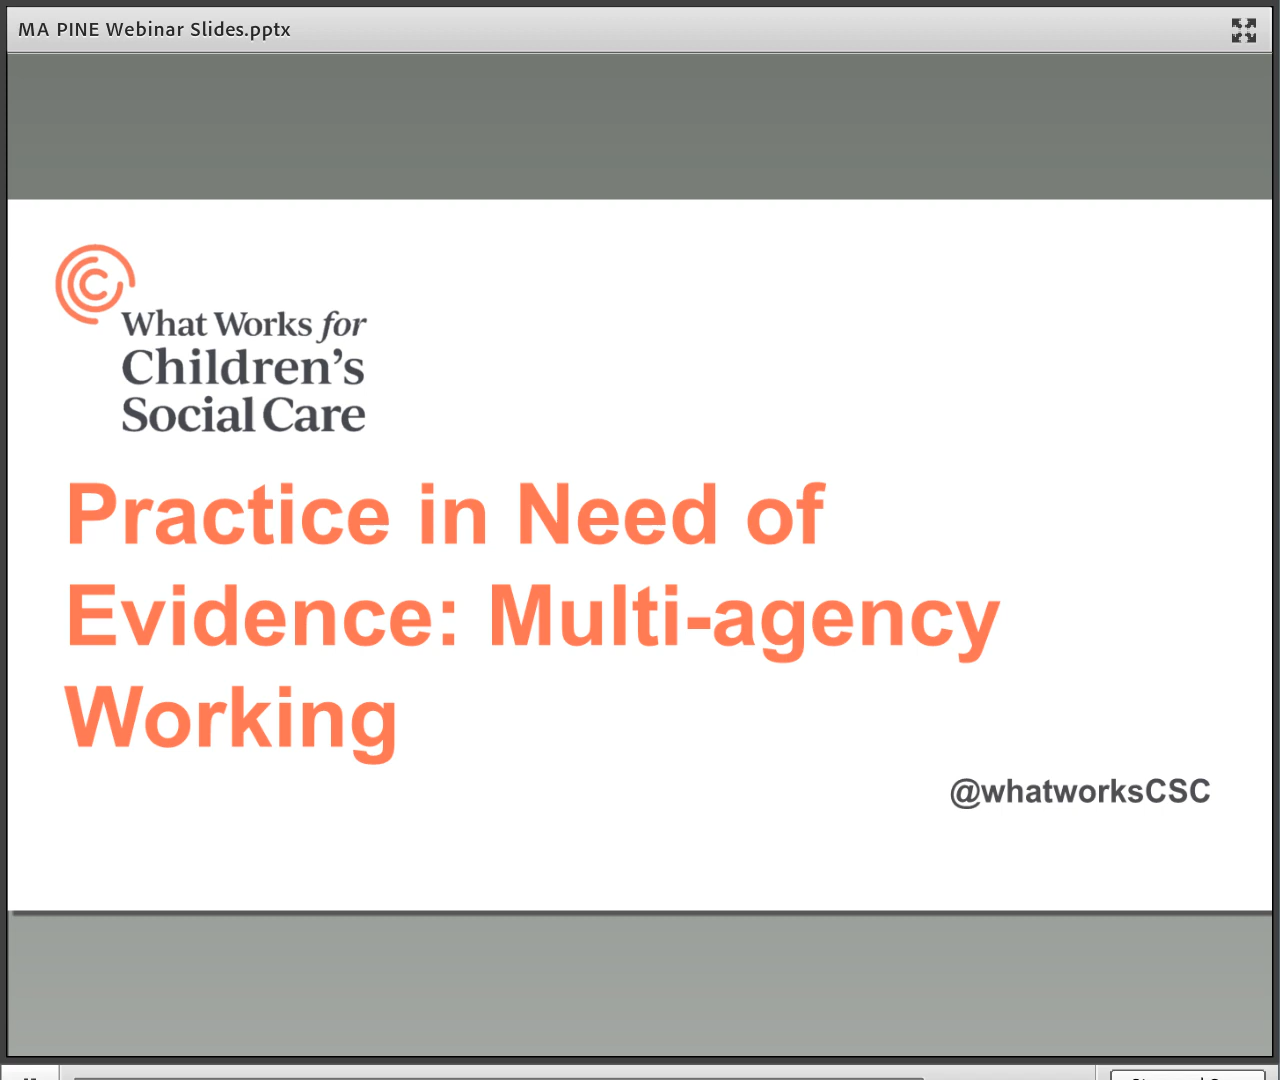 MA PINE Webinar Slides.pptx
What Works for
Children's
Social Care
Practice in Need of
Evidence: Multi-agency
Working
@whatworksCSC